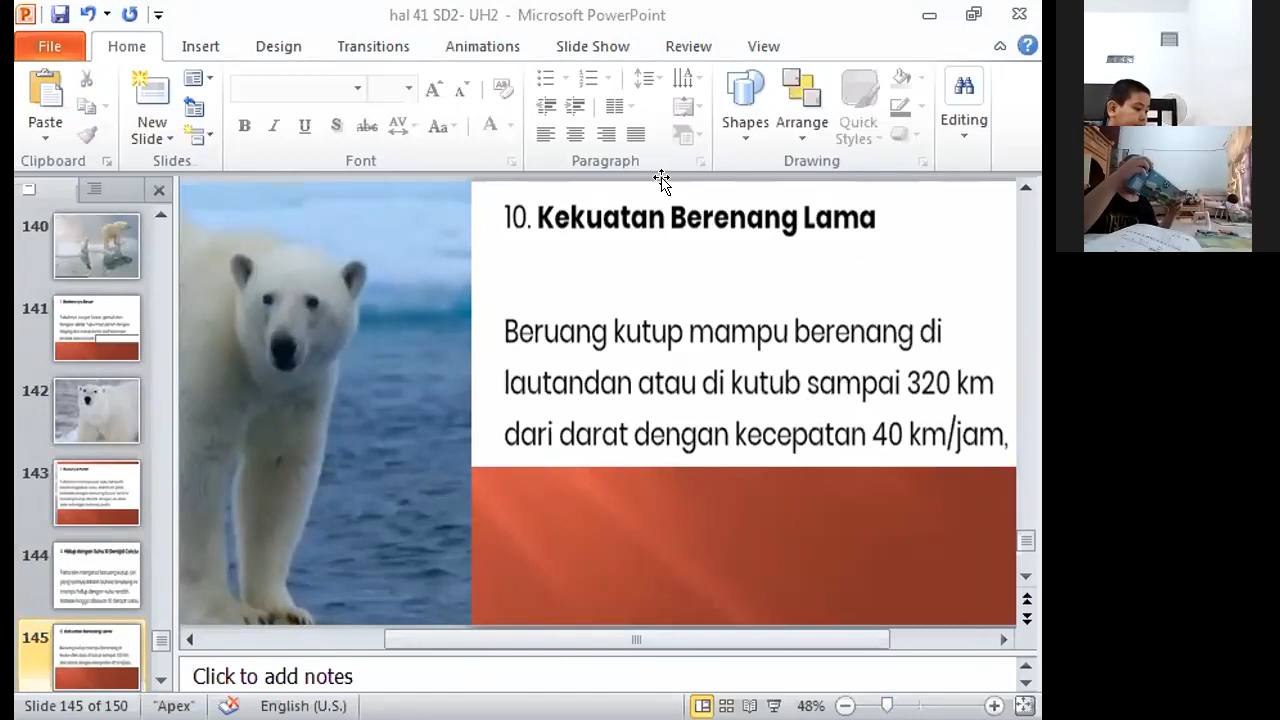 hal 41 SD2- UH2 - Microsoft PowerPoint
File Home Insert Design Transitions Animations Slide Show Review View
Paste
New Slide
Shapes Arrange Quick Styles
Editing
Clipboard Slides Font Paragraph Drawing
140
141
142
143
144
145
10. Kekuatan Berenang Lama
Beruang kutup mampu berenang di
lautandan atau di kutub sampai 320 km
dari darat dengan kecepatan 40 km/jam,
Click to add notes
Slide 145 of 150 "Apex" English (U.S.) 48%